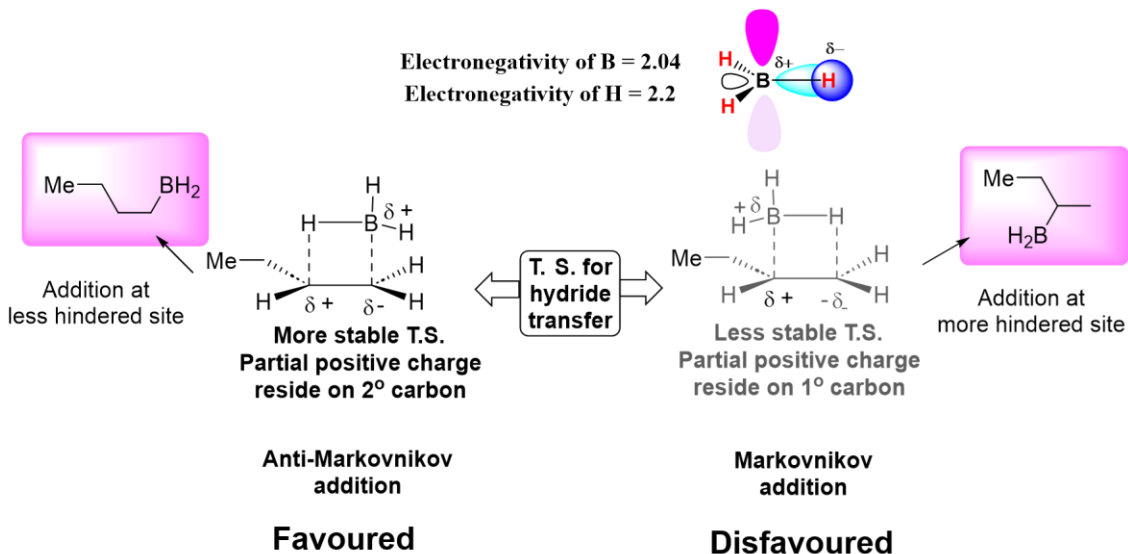 Electronegativity of B = 2.04
Electronegativity of H = 2.2
H
H
B
δ+
δ−
H
Me
BH₂
Addition at
less hindered site
H
H
B
δ +
H
Me
H
H
H
δ +
δ-
More stable T.S.
Partial positive charge
reside on 2º carbon
Anti-Markovnikov
addition
Favoured
T. S. for
hydride
transfer
H
+ δ
B
H
H
Me
H
H
H
δ +
-δ-
Less stable T.S.
Partial positive charge
reside on 1º carbon
Markovnikov
addition
Disfavoured
Me
H₂B
Addition at
more hindered site